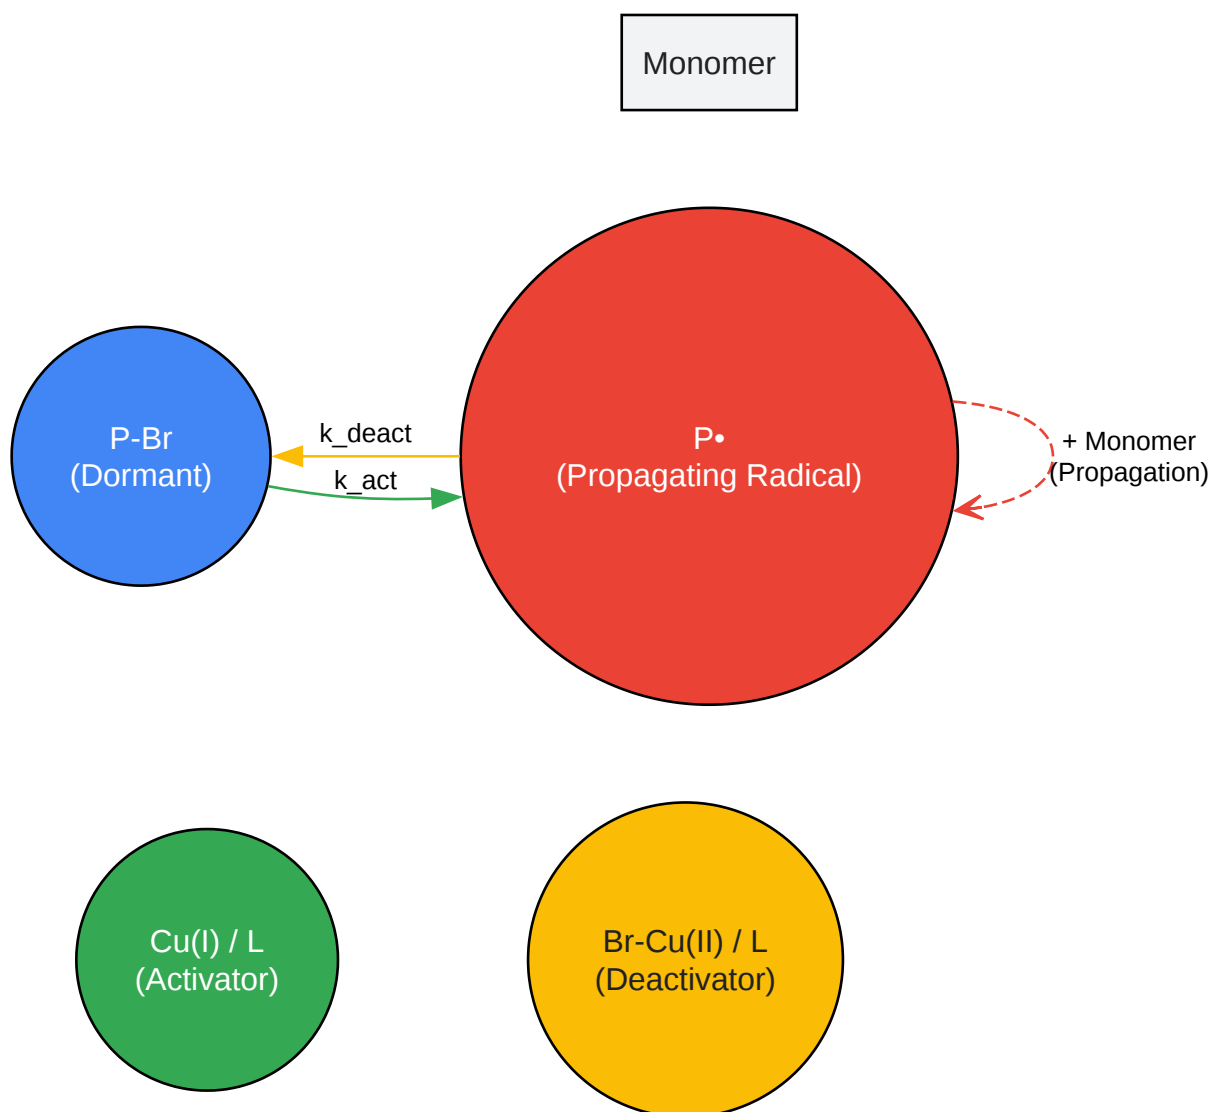 Monomer
P-Br
(Dormant)
k_deact
k_act
P•
(Propagating Radical)
+ Monomer
(Propagation)
Cu(I) / L
(Activator)
Br-Cu(II) / L
(Deactivator)